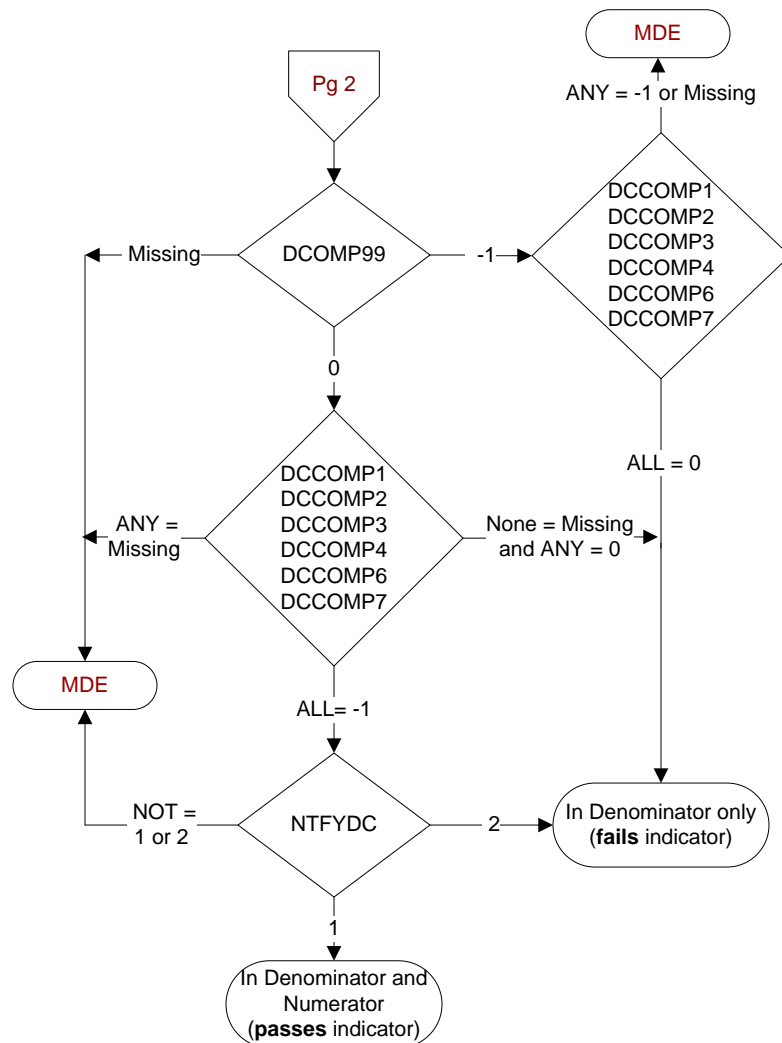 MDE
Pg 2
ANY = -1 or Missing
DCCOMP1
DCCOMP2
DCCOMP3
DCCOMP4
DCCOMP6
DCCOMP7
Missing
DCOMP99
-1
0
ALL = 0
DCCOMP1
DCCOMP2
DCCOMP3
DCCOMP4
DCCOMP6
DCCOMP7
ANY =
Missing
None = Missing
and ANY = 0
MDE
ALL= -1
NOT =
1 or 2
NTFYDC
2
In Denominator only
(fails indicator)
1
In Denominator and
Numerator
(passes indicator)